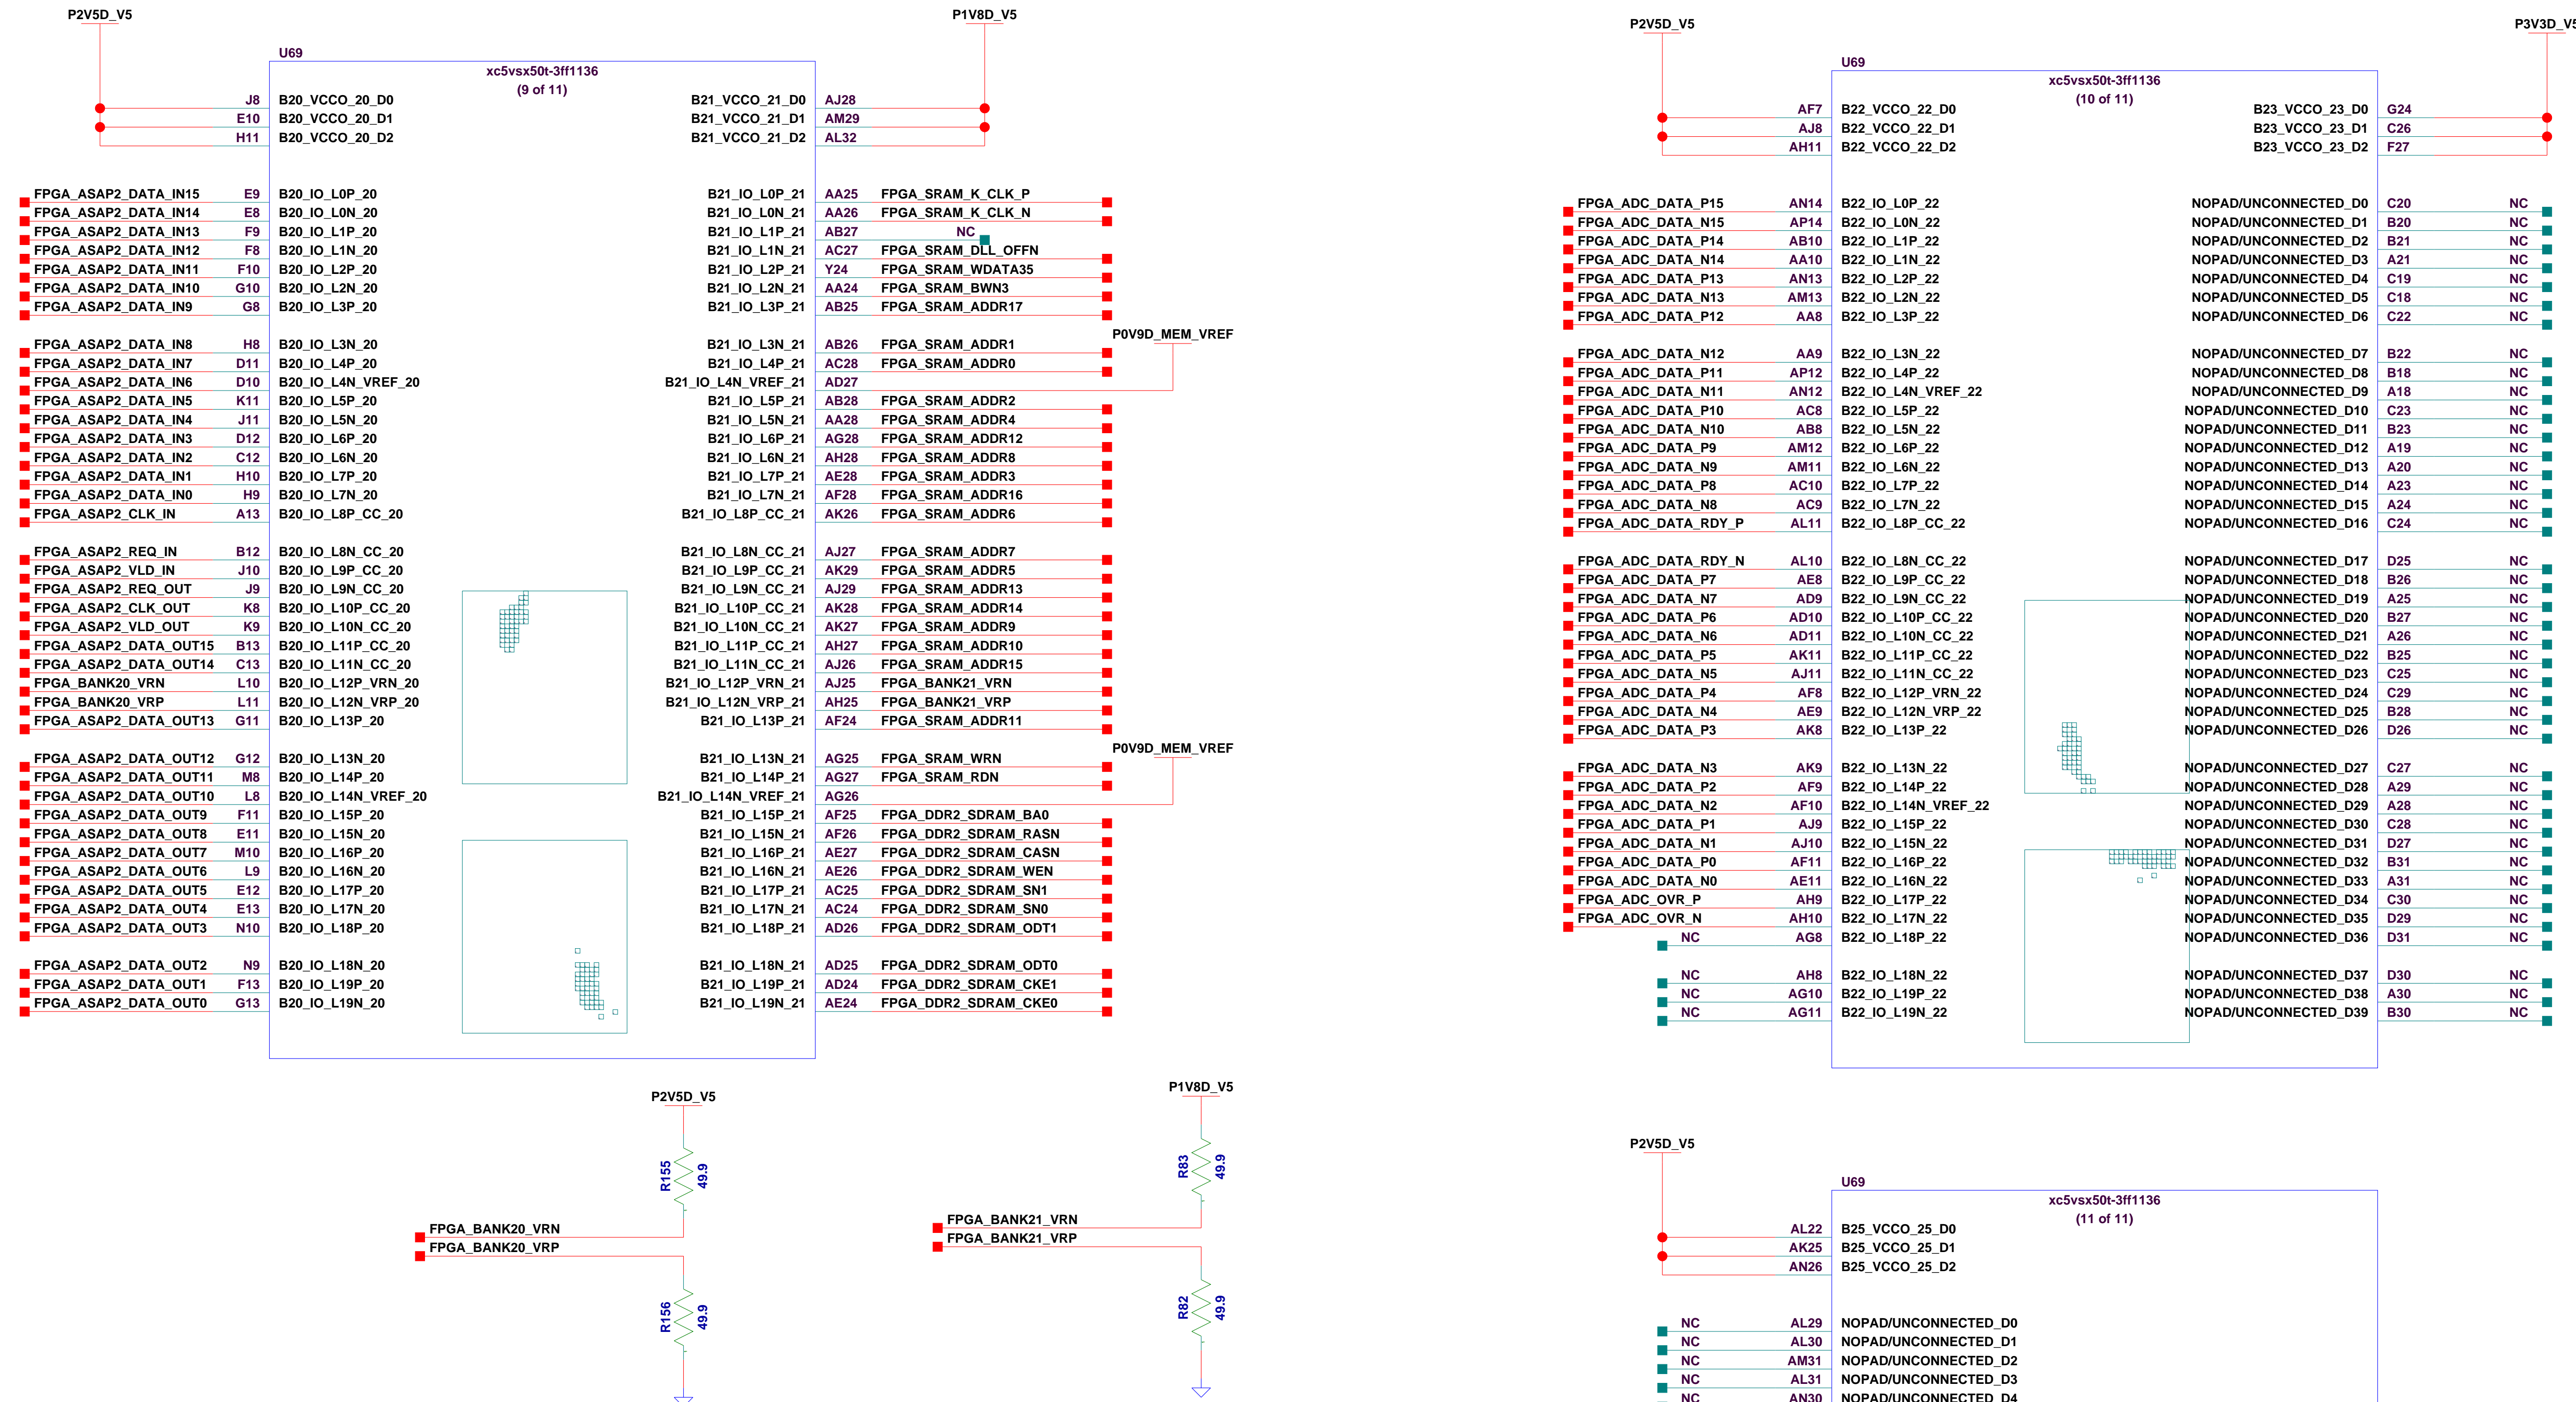 P2V5D_V5
P1V8D_V5
U69
xc5vsx50t-3ff1136
(9 of 11)
J8 B20_VCCO_20_D0 B21_VCCO_21_D0 AJ28
E10 B20_VCCO_20_D1 B21_VCCO_21_D1 AM29
H11 B20_VCCO_20_D2 B21_VCCO_21_D2 AL32
FPGA_ASAP2_DATA_IN15 E9 B20_IO_L0P_20 B21_IO_L0P_21 AA25 FPGA_SRAM_K_CLK_P
FPGA_ASAP2_DATA_IN14 E8 B20_IO_L0N_20 B21_IO_L0N_21 AA26 FPGA_SRAM_K_CLK_N
FPGA_ASAP2_DATA_IN13 F9 B20_IO_L1P_20 B21_IO_L1P_21 AB27 NC
FPGA_ASAP2_DATA_IN12 F8 B20_IO_L1N_20 B21_IO_L1N_21 AC27 FPGA_SRAM_DLL_OFFN
FPGA_ASAP2_DATA_IN11 F10 B20_IO_L2P_20 B21_IO_L2P_21 Y24 FPGA_SRAM_WDATA35
FPGA_ASAP2_DATA_IN10 G10 B20_IO_L2N_20 B21_IO_L2N_21 AA24 FPGA_SRAM_BWN3
FPGA_ASAP2_DATA_IN9 G8 B20_IO_L3P_20 B21_IO_L3P_21 AB25 FPGA_SRAM_ADDR17
P0V9D_MEM_VREF
FPGA_ASAP2_DATA_IN8 H8 B20_IO_L3N_20 B21_IO_L3N_21 AB26 FPGA_SRAM_ADDR1
FPGA_ASAP2_DATA_IN7 D11 B20_IO_L4P_20 B21_IO_L4P_21 AC28 FPGA_SRAM_ADDR0
FPGA_ASAP2_DATA_IN6 D10 B20_IO_L4N_VREF_20 B21_IO_L4N_VREF_21 AD27
FPGA_ASAP2_DATA_IN5 K11 B20_IO_L5P_20 B21_IO_L5P_21 AB28 FPGA_SRAM_ADDR2
FPGA_ASAP2_DATA_IN4 J11 B20_IO_L5N_20 B21_IO_L5N_21 AA28 FPGA_SRAM_ADDR4
FPGA_ASAP2_DATA_IN3 D12 B20_IO_L6P_20 B21_IO_L6P_21 AG28 FPGA_SRAM_ADDR12
FPGA_ASAP2_DATA_IN2 C12 B20_IO_L6N_20 B21_IO_L6N_21 AH28 FPGA_SRAM_ADDR8
FPGA_ASAP2_DATA_IN1 H10 B20_IO_L7P_20 B21_IO_L7P_21 AE28 FPGA_SRAM_ADDR3
FPGA_ASAP2_DATA_IN0 H9 B20_IO_L7N_20 B21_IO_L7N_21 AF28 FPGA_SRAM_ADDR16
FPGA_ASAP2_CLK_IN A13 B20_IO_L8P_CC_20 B21_IO_L8P_CC_21 AK26 FPGA_SRAM_ADDR6
FPGA_ASAP2_REQ_IN B12 B20_IO_L8N_CC_20 B21_IO_L8N_CC_21 AJ27 FPGA_SRAM_ADDR7
FPGA_ASAP2_VLD_IN J10 B20_IO_L9P_CC_20 B21_IO_L9P_CC_21 AK29 FPGA_SRAM_ADDR5
FPGA_ASAP2_REQ_OUT J9 B20_IO_L9N_CC_20 B21_IO_L9N_CC_21 AJ29 FPGA_SRAM_ADDR13
FPGA_ASAP2_CLK_OUT K8 B20_IO_L10P_CC_20 B21_IO_L10P_CC_21 AK28 FPGA_SRAM_ADDR14
FPGA_ASAP2_VLD_OUT K9 B20_IO_L10N_CC_20 B21_IO_L10N_CC_21 AK27 FPGA_SRAM_ADDR9
FPGA_ASAP2_DATA_OUT15 B13 B20_IO_L11P_CC_20 B21_IO_L11P_CC_21 AH27 FPGA_SRAM_ADDR10
FPGA_ASAP2_DATA_OUT14 C13 B20_IO_L11N_CC_20 B21_IO_L11N_CC_21 AJ26 FPGA_SRAM_ADDR15
FPGA_BANK20_VRN L10 B20_IO_L12P_VRN_20 B21_IO_L12P_VRN_21 AJ25 FPGA_BANK21_VRN
FPGA_BANK20_VRP L11 B20_IO_L12N_VRP_20 B21_IO_L12N_VRP_21 AH25 FPGA_BANK21_VRP
FPGA_ASAP2_DATA_OUT13 G11 B20_IO_L13P_20 B21_IO_L13P_21 AF24 FPGA_SRAM_ADDR11
P0V9D_MEM_VREF
FPGA_ASAP2_DATA_OUT12 G12 B20_IO_L13N_20 B21_IO_L13N_21 AG25 FPGA_SRAM_WRN
FPGA_ASAP2_DATA_OUT11 M8 B20_IO_L14P_20 B21_IO_L14P_21 AG27 FPGA_SRAM_RDN
FPGA_ASAP2_DATA_OUT10 L8 B20_IO_L14N_VREF_20 B21_IO_L14N_VREF_21 AG26
FPGA_ASAP2_DATA_OUT9 F11 B20_IO_L15P_20 B21_IO_L15P_21 AF25 FPGA_DDR2_SDRAM_BA0
FPGA_ASAP2_DATA_OUT8 E11 B20_IO_L15N_20 B21_IO_L15N_21 AF26 FPGA_DDR2_SDRAM_RASN
FPGA_ASAP2_DATA_OUT7 M10 B20_IO_L16P_20 B21_IO_L16P_21 AE27 FPGA_DDR2_SDRAM_CASN
FPGA_ASAP2_DATA_OUT6 L9 B20_IO_L16N_20 B21_IO_L16N_21 AE26 FPGA_DDR2_SDRAM_WEN
FPGA_ASAP2_DATA_OUT5 E12 B20_IO_L17P_20 B21_IO_L17P_21 AC25 FPGA_DDR2_SDRAM_SN1
FPGA_ASAP2_DATA_OUT4 E13 B20_IO_L17N_20 B21_IO_L17N_21 AC24 FPGA_DDR2_SDRAM_SN0
FPGA_ASAP2_DATA_OUT3 N10 B20_IO_L18P_20 B21_IO_L18P_21 AD26 FPGA_DDR2_SDRAM_ODT1
FPGA_ASAP2_DATA_OUT2 N9 B20_IO_L18N_20 B21_IO_L18N_21 AD25 FPGA_DDR2_SDRAM_ODT0
FPGA_ASAP2_DATA_OUT1 F13 B20_IO_L19P_20 B21_IO_L19P_21 AD24 FPGA_DDR2_SDRAM_CKE1
FPGA_ASAP2_DATA_OUT0 G13 B20_IO_L19N_20 B21_IO_L19N_21 AE24 FPGA_DDR2_SDRAM_CKE0
P2V5D_V5
R155
49.9
FPGA_BANK20_VRN
FPGA_BANK20_VRP
R156
49.9
P1V8D_V5
R83
49.9
FPGA_BANK21_VRN
FPGA_BANK21_VRP
R82
49.9
P2V5D_V5
P3V3D_V5
U69
xc5vsx50t-3ff1136
(10 of 11)
AF7 B22_VCCO_22_D0 B23_VCCO_23_D0 G24
AJ8 B22_VCCO_22_D1 B23_VCCO_23_D1 C26
AH11 B22_VCCO_22_D2 B23_VCCO_23_D2 F27
FPGA_ADC_DATA_P15 AN14 B22_IO_L0P_22 NOPAD/UNCONNECTED_D0 C20 NC
FPGA_ADC_DATA_N15 AP14 B22_IO_L0N_22 NOPAD/UNCONNECTED_D1 B20 NC
FPGA_ADC_DATA_P14 AB10 B22_IO_L1P_22 NOPAD/UNCONNECTED_D2 B21 NC
FPGA_ADC_DATA_N14 AA10 B22_IO_L1N_22 NOPAD/UNCONNECTED_D3 A21 NC
FPGA_ADC_DATA_P13 AN13 B22_IO_L2P_22 NOPAD/UNCONNECTED_D4 C19 NC
FPGA_ADC_DATA_N13 AM13 B22_IO_L2N_22 NOPAD/UNCONNECTED_D5 C18 NC
FPGA_ADC_DATA_P12 AA8 B22_IO_L3P_22 NOPAD/UNCONNECTED_D6 C22 NC
FPGA_ADC_DATA_N12 AA9 B22_IO_L3N_22 NOPAD/UNCONNECTED_D7 B22 NC
FPGA_ADC_DATA_P11 AP12 B22_IO_L4P_22 NOPAD/UNCONNECTED_D8 B18 NC
FPGA_ADC_DATA_N11 AN12 B22_IO_L4N_VREF_22 NOPAD/UNCONNECTED_D9 A18 NC
FPGA_ADC_DATA_P10 AC8 B22_IO_L5P_22 NOPAD/UNCONNECTED_D10 C23 NC
FPGA_ADC_DATA_N10 AB8 B22_IO_L5N_22 NOPAD/UNCONNECTED_D11 B23 NC
FPGA_ADC_DATA_P9 AM12 B22_IO_L6P_22 NOPAD/UNCONNECTED_D12 A19 NC
FPGA_ADC_DATA_N9 AM11 B22_IO_L6N_22 NOPAD/UNCONNECTED_D13 A20 NC
FPGA_ADC_DATA_P8 AC10 B22_IO_L7P_22 NOPAD/UNCONNECTED_D14 A23 NC
FPGA_ADC_DATA_N8 AC9 B22_IO_L7N_22 NOPAD/UNCONNECTED_D15 A24 NC
FPGA_ADC_DATA_RDY_P AL11 B22_IO_L8P_CC_22 NOPAD/UNCONNECTED_D16 C24 NC
FPGA_ADC_DATA_RDY_N AL10 B22_IO_L8N_CC_22 NOPAD/UNCONNECTED_D17 D25 NC
FPGA_ADC_DATA_P7 AE8 B22_IO_L9P_CC_22 NOPAD/UNCONNECTED_D18 B26 NC
FPGA_ADC_DATA_N7 AD9 B22_IO_L9N_CC_22 NOPAD/UNCONNECTED_D19 A25 NC
FPGA_ADC_DATA_P6 AD10 B22_IO_L10P_CC_22 NOPAD/UNCONNECTED_D20 B27 NC
FPGA_ADC_DATA_N6 AD11 B22_IO_L10N_CC_22 NOPAD/UNCONNECTED_D21 A26 NC
FPGA_ADC_DATA_P5 AK11 B22_IO_L11P_CC_22 NOPAD/UNCONNECTED_D22 B25 NC
FPGA_ADC_DATA_N5 AJ11 B22_IO_L11N_CC_22 NOPAD/UNCONNECTED_D23 C25 NC
FPGA_ADC_DATA_P4 AF8 B22_IO_L12P_VRN_22 NOPAD/UNCONNECTED_D24 C29 NC
FPGA_ADC_DATA_N4 AE9 B22_IO_L12N_VRP_22 NOPAD/UNCONNECTED_D25 B28 NC
FPGA_ADC_DATA_P3 AK8 B22_IO_L13P_22 NOPAD/UNCONNECTED_D26 D26 NC
FPGA_ADC_DATA_N3 AK9 B22_IO_L13N_22 NOPAD/UNCONNECTED_D27 C27 NC
FPGA_ADC_DATA_P2 AF9 B22_IO_L14P_22 NOPAD/UNCONNECTED_D28 A29 NC
FPGA_ADC_DATA_N2 AF10 B22_IO_L14N_VREF_22 NOPAD/UNCONNECTED_D29 A28 NC
FPGA_ADC_DATA_P1 AJ9 B22_IO_L15P_22 NOPAD/UNCONNECTED_D30 C28 NC
FPGA_ADC_DATA_N1 AJ10 B22_IO_L15N_22 NOPAD/UNCONNECTED_D31 D27 NC
FPGA_ADC_DATA_P0 AF11 B22_IO_L16P_22 NOPAD/UNCONNECTED_D32 B31 NC
FPGA_ADC_DATA_N0 AE11 B22_IO_L16N_22 NOPAD/UNCONNECTED_D33 A31 NC
FPGA_ADC_OVR_P AH9 B22_IO_L17P_22 NOPAD/UNCONNECTED_D34 C30 NC
FPGA_ADC_OVR_N AH10 B22_IO_L17N_22 NOPAD/UNCONNECTED_D35 D29 NC
NC AG8 B22_IO_L18P_22 NOPAD/UNCONNECTED_D36 D31 NC
NC AH8 B22_IO_L18N_22 NOPAD/UNCONNECTED_D37 D30 NC
NC AG10 B22_IO_L19P_22 NOPAD/UNCONNECTED_D38 A30 NC
NC AG11 B22_IO_L19N_22 NOPAD/UNCONNECTED_D39 B30 NC
P2V5D_V5
U69
xc5vsx50t-3ff1136
(11 of 11)
AL22 B25_VCCO_25_D0
AK25 B25_VCCO_25_D1
AN26 B25_VCCO_25_D2
NC AL29 NOPAD/UNCONNECTED_D0
NC AL30 NOPAD/UNCONNECTED_D1
NC AM31 NOPAD/UNCONNECTED_D2
NC AL31 NOPAD/UNCONNECTED_D3
NC AN30 NOPAD/UNCONNECTED_D4